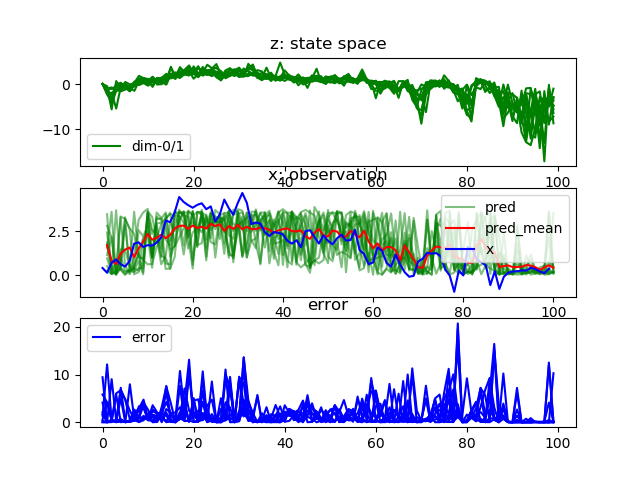 z: state space
0
−10
dim-0/1
0 20 40 60 80 100
x: observation
2.5
0.0
pred
pred_mean
x
0 20 40 60 80 100
error
20
10
0
error
0 20 40 60 80 100